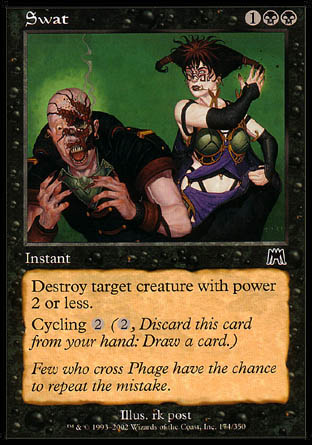 Swat 1
Instant
Destroy target creature with power
2 or less.
Cycling 2 (2, Discard this card
from your hand: Draw a card.)
Few who cross Phage have the chance
to repeat the mistake.
Illus. rk post
™ & © 1993-2002 Wizards of the Coast, Inc. 174/350